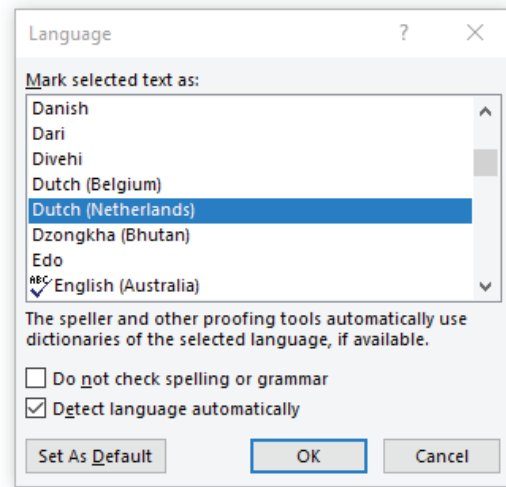 Language
Mark selected text as:
Danish
Dari
Divehi
Dutch (Belgium)
Dutch (Netherlands)
Dzongkha (Bhutan)
Edo
ABC English (Australia)
The speller and other proofing tools automatically use
dictionaries of the selected language, if available.
Do not check spelling or grammar
Detect language automatically
Set As Default OK Cancel